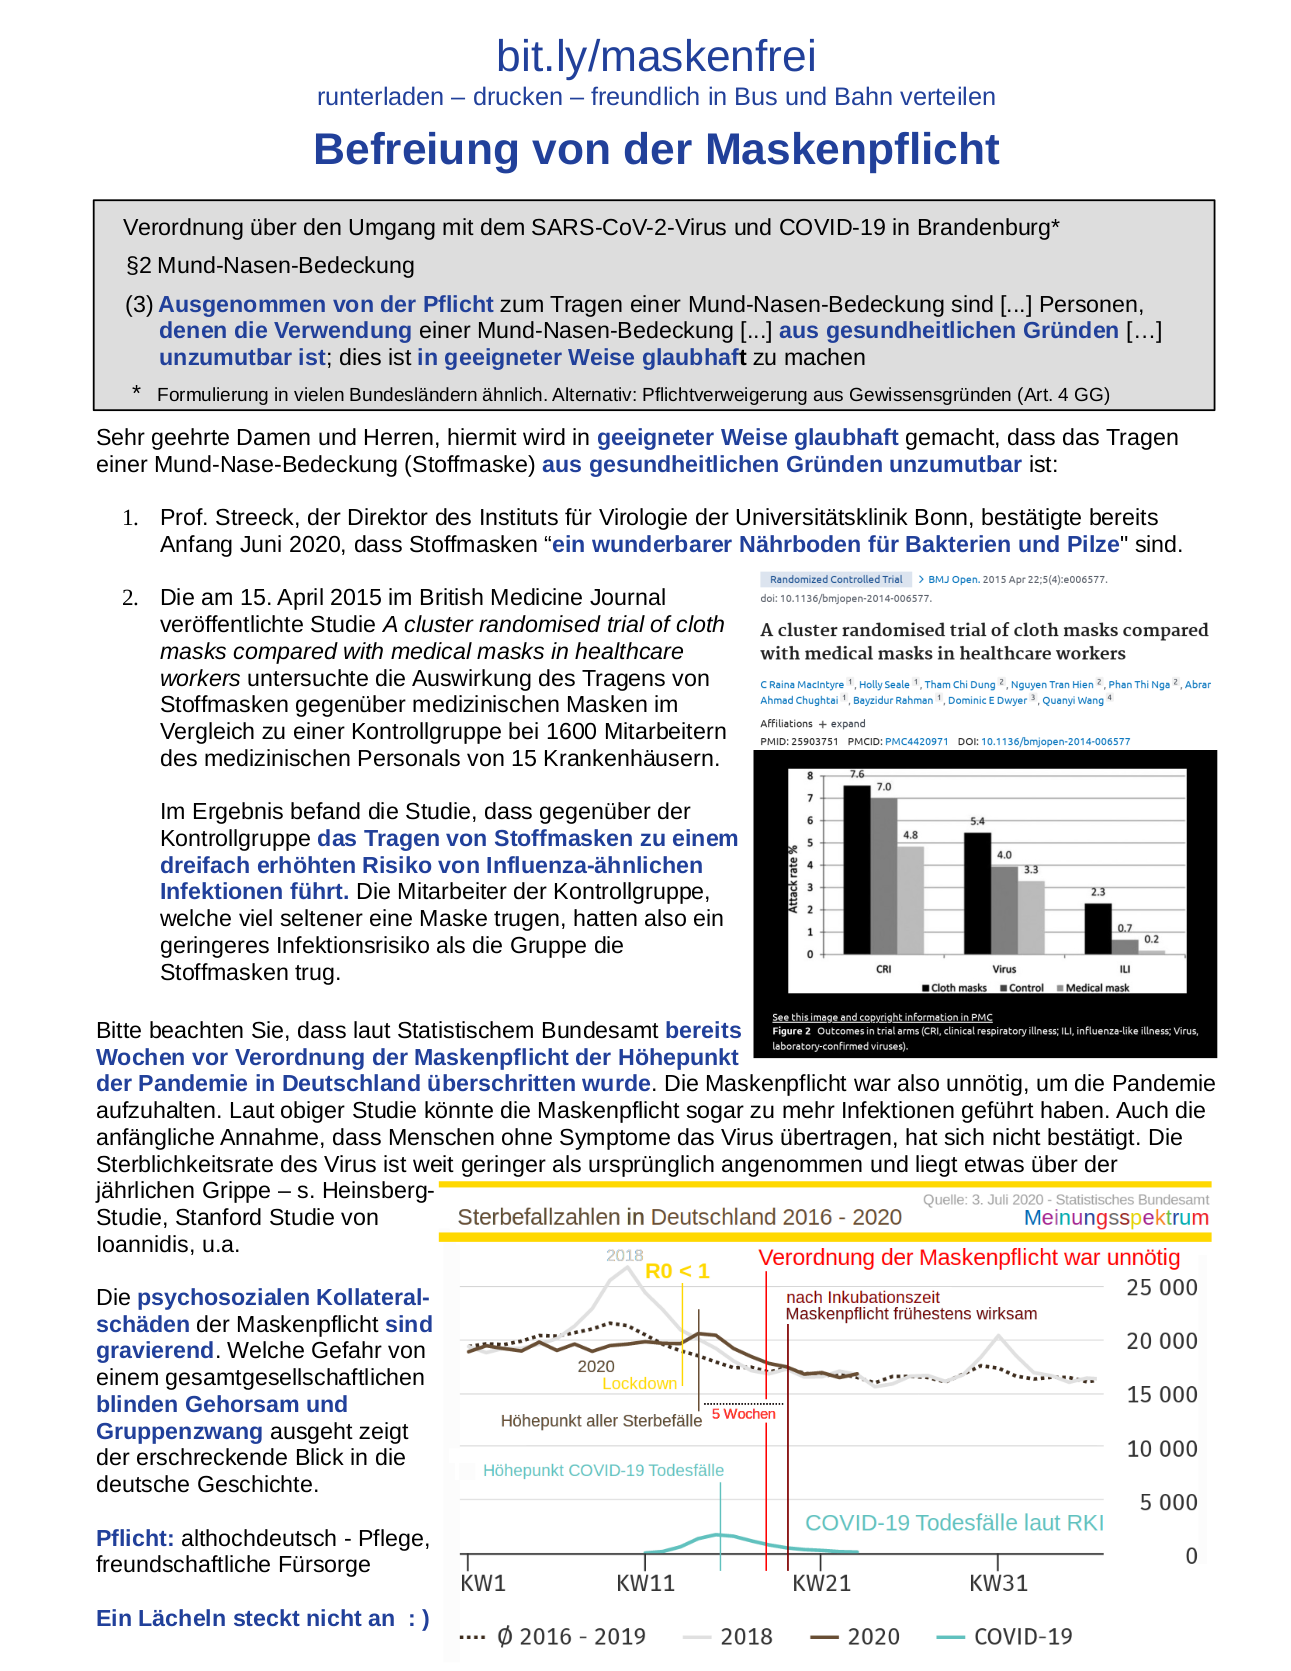 bit.ly/maskenfrei
runterladen – drucken – freundlich in Bus und Bahn verteilen
Befreiung von der Maskenpflicht
Verordnung über den Umgang mit dem SARS-CoV-2-Virus und COVID-19 in Brandenburg*
§2 Mund-Nasen-Bedeckung
(3) Ausgenommen von der Pflicht zum Tragen einer Mund-Nasen-Bedeckung sind [...] Personen,
denen die Verwendung einer Mund-Nasen-Bedeckung [...] aus gesundheitlichen Gründen […]
unzumutbar ist; dies ist in geeigneter Weise glaubhaft zu machen
* Formulierung in vielen Bundesländern ähnlich. Alternativ: Pflichtverweigerung aus Gewissensgründen (Art. 4 GG)
Sehr geehrte Damen und Herren, hiermit wird in geeigneter Weise glaubhaft gemacht, dass das Tragen
einer Mund-Nase-Bedeckung (Stoffmaske) aus gesundheitlichen Gründen unzumutbar ist:
1. Prof. Streeck, der Direktor des Instituts für Virologie der Universitätsklinik Bonn, bestätigte bereits
Anfang Juni 2020, dass Stoffmasken “ein wunderbarer Nährboden für Bakterien und Pilze" sind.
2. Die am 15. April 2015 im British Medicine Journal
veröffentlichte Studie A cluster randomised trial of cloth
masks compared with medical masks in healthcare
workers untersuchte die Auswirkung des Tragens von
Stoffmasken gegenüber medizinischen Masken im
Vergleich zu einer Kontrollgruppe bei 1600 Mitarbeitern
des medizinischen Personals von 15 Krankenhäusern.
Im Ergebnis befand die Studie, dass gegenüber der
Kontrollgruppe das Tragen von Stoffmasken zu einem
dreifach erhöhten Risiko von Influenza-ähnlichen
Infektionen führt. Die Mitarbeiter der Kontrollgruppe,
welche viel seltener eine Maske trugen, hatten also ein
geringeres Infektionsrisiko als die Gruppe die
Stoffmasken trug.
Randomized Controlled Trial > BMJ Open. 2015 Apr 22;5(4):e006577.
doi: 10.1136/bmjopen-2014-006577.
A cluster randomised trial of cloth masks compared
with medical masks in healthcare workers
C Raina MacIntyre 1, Holly Seale 1, Tham Chi Dung 2, Nguyen Tran Hien 2, Phan Thi Nga 2, Abrar
Ahmad Chughtai 1, Bayzidur Rahman 1, Dominic E Dwyer 3, Quanyi Wang 4
Affiliations + expand
PMID: 25903751 PMCID: PMC4420971 DOI: 10.1136/bmjopen-2014-006577
Attack rate %
8
7
6
5
4
3
2
1
0
7.6
7.0
4.8
5.4
4.0
3.3
2.3
0.7
0.2
CRI Virus ILI
Cloth masks Control Medical mask
See this image and copyright information in PMC
Figure 2 Outcomes in trial arms (CRI, clinical respiratory illness; ILI, influenza-like illness; Virus,
laboratory-confirmed viruses).
Bitte beachten Sie, dass laut Statistischem Bundesamt bereits
Wochen vor Verordnung der Maskenpflicht der Höhepunkt
der Pandemie in Deutschland überschritten wurde. Die Maskenpflicht war also unnötig, um die Pandemie
aufzuhalten. Laut obiger Studie könnte die Maskenpflicht sogar zu mehr Infektionen geführt haben. Auch die
anfängliche Annahme, dass Menschen ohne Symptome das Virus übertragen, hat sich nicht bestätigt. Die
Sterblichkeitsrate des Virus ist weit geringer als ursprünglich angenommen und liegt etwas über der
jährlichen Grippe – s. Heinsberg-
Studie, Stanford Studie von
Ioannidis, u.a.
Die psychosozialen Kollateral-
schäden der Maskenpflicht sind
gravierend. Welche Gefahr von
einem gesamtgesellschaftlichen
blinden Gehorsam und
Gruppenzwang ausgeht zeigt
der erschreckende Blick in die
deutsche Geschichte.
Pflicht: althochdeutsch - Pflege,
freundschaftliche Fürsorge
Ein Lächeln steckt nicht an : )
Quelle: 3. Juli 2020 - Statistisches Bundesamt
Sterbefallzahlen in Deutschland 2016 - 2020
Meinungsspektrum
2018
R0 < 1
Verordnung der Maskenpflicht war unnötig
nach Inkubationszeit
Maskenpflicht frühestens wirksam
25 000
20 000
15 000
10 000
5 000
0
2020
Lockdown
5 Wochen
Höhepunkt aller Sterbefälle
Höhepunkt COVID-19 Todesfälle
COVID-19 Todesfälle laut RKI
KW1 KW11 KW21 KW31
Ø 2016 - 2019 2018 2020 COVID-19